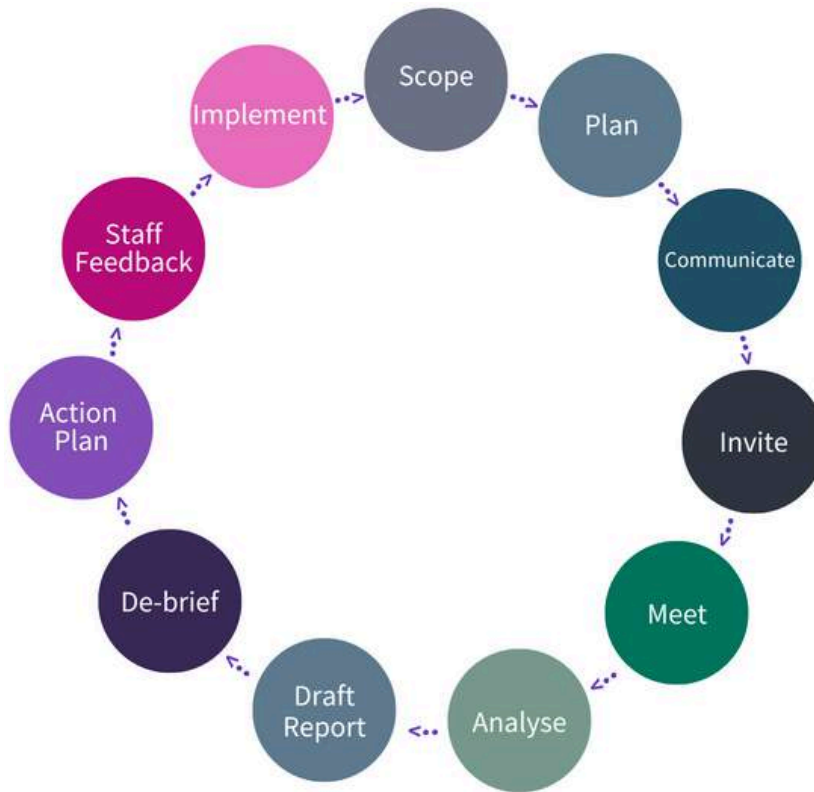 Scope
Plan
Communicate
Invite
Meet
Analyse
Draft
Report
De-brief
Action
Plan
Staff
Feedback
Implement